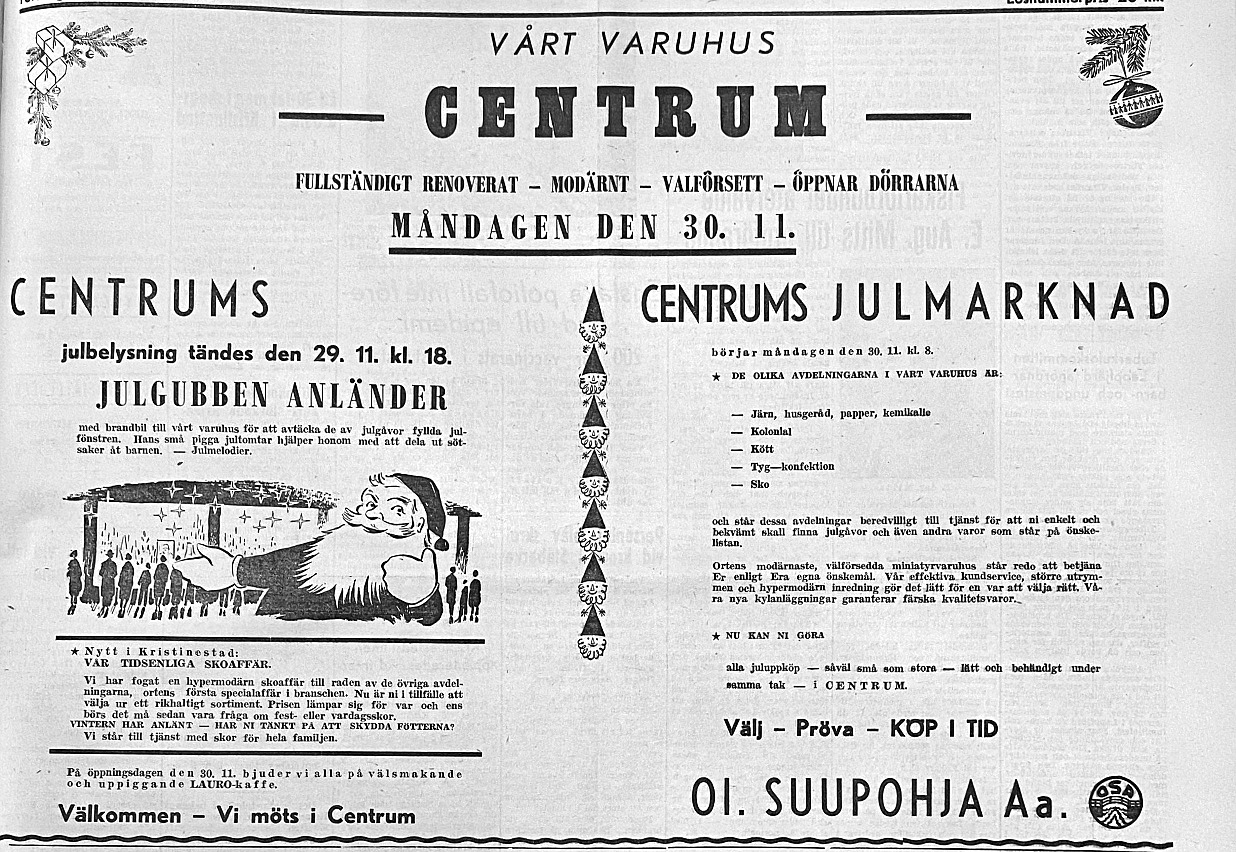 VÅRT VARUHUS
CENTRUM
FULLSTÄNDIGT RENOVERAT – MODÄRNT – VALFÖRSETT – ÖPPNAR DÖRRARNA
MÅNDAGEN DEN 30. 11.
CENTRUMS
julbelysning tändes den 29. 11. kl. 18.
JULGUBBEN ANLÄNDER
med brandbil till vårt varuhus för att avtäcka de av julgåvor fyllda jul-
fönstren. Hans små pigga jultomtar hjälper honom med att dela ut söt-
saker åt barnen. — Julmelodier.
★ Nytt i Kristinestad:
VAR TIDSENLIGA SKOAFFÄR.
Vi har fogat en hypermodärn skoaffär till raden av de övriga avdel-
ningarna, ortens första specialaffär i branschen. Nu är ni i tillfälle att
välja ur ett rikhaltigt sortiment. Prisen lämpar sig för var och ens
börs det må sedan vara fråga om fest- eller vardagsskor.
VINTERN HAR ANLÄNT — HAR NI TÄNKT PÅ ATT SKYDDA FÖTTERNA?
Vi står till tjänst med skor för hela familjen.
På öppningsdagen den 30. 11. bjuder vi alla på välsmakande
och uppiggande LAURO-kaffe.
Välkommen – Vi möts i Centrum
CENTRUMS JULMARKNAD
börjar måndagen den 30. 11. kl. 8.
★ DE OLIKA AVDELNINGARNA I VART VARUHUS ÄR:
— Järn, husgeråd, papper, kemikalie
— Kolonial
— Kött
— Tyg—konfektion
— Sko
och står dessa avdelningar beredvilligt till tjänst för att ni enkelt och
bekvämt skall finna julgåvor och även andra varor som står på önske-
listan.
Ortens modärnaste, välförsedda miniatyrvaruhus står redo att betjäna
Er enligt Era egna önskemål. Vår effektiva kundservice, större utrym-
men och hypermodärn inredning gör det lätt för en var att välja rätt. Vå-
ra nya kylanläggningar garanterar färska kvalitetsvaror.
★ NU KAN NI GÖRA
alla juluppköp — såväl små som stora — lätt och behändigt under
samma tak — i CENTRUM.
Välj – Pröva – KÖP I TID
Ol. SUUPOHJA Aa.
OSA